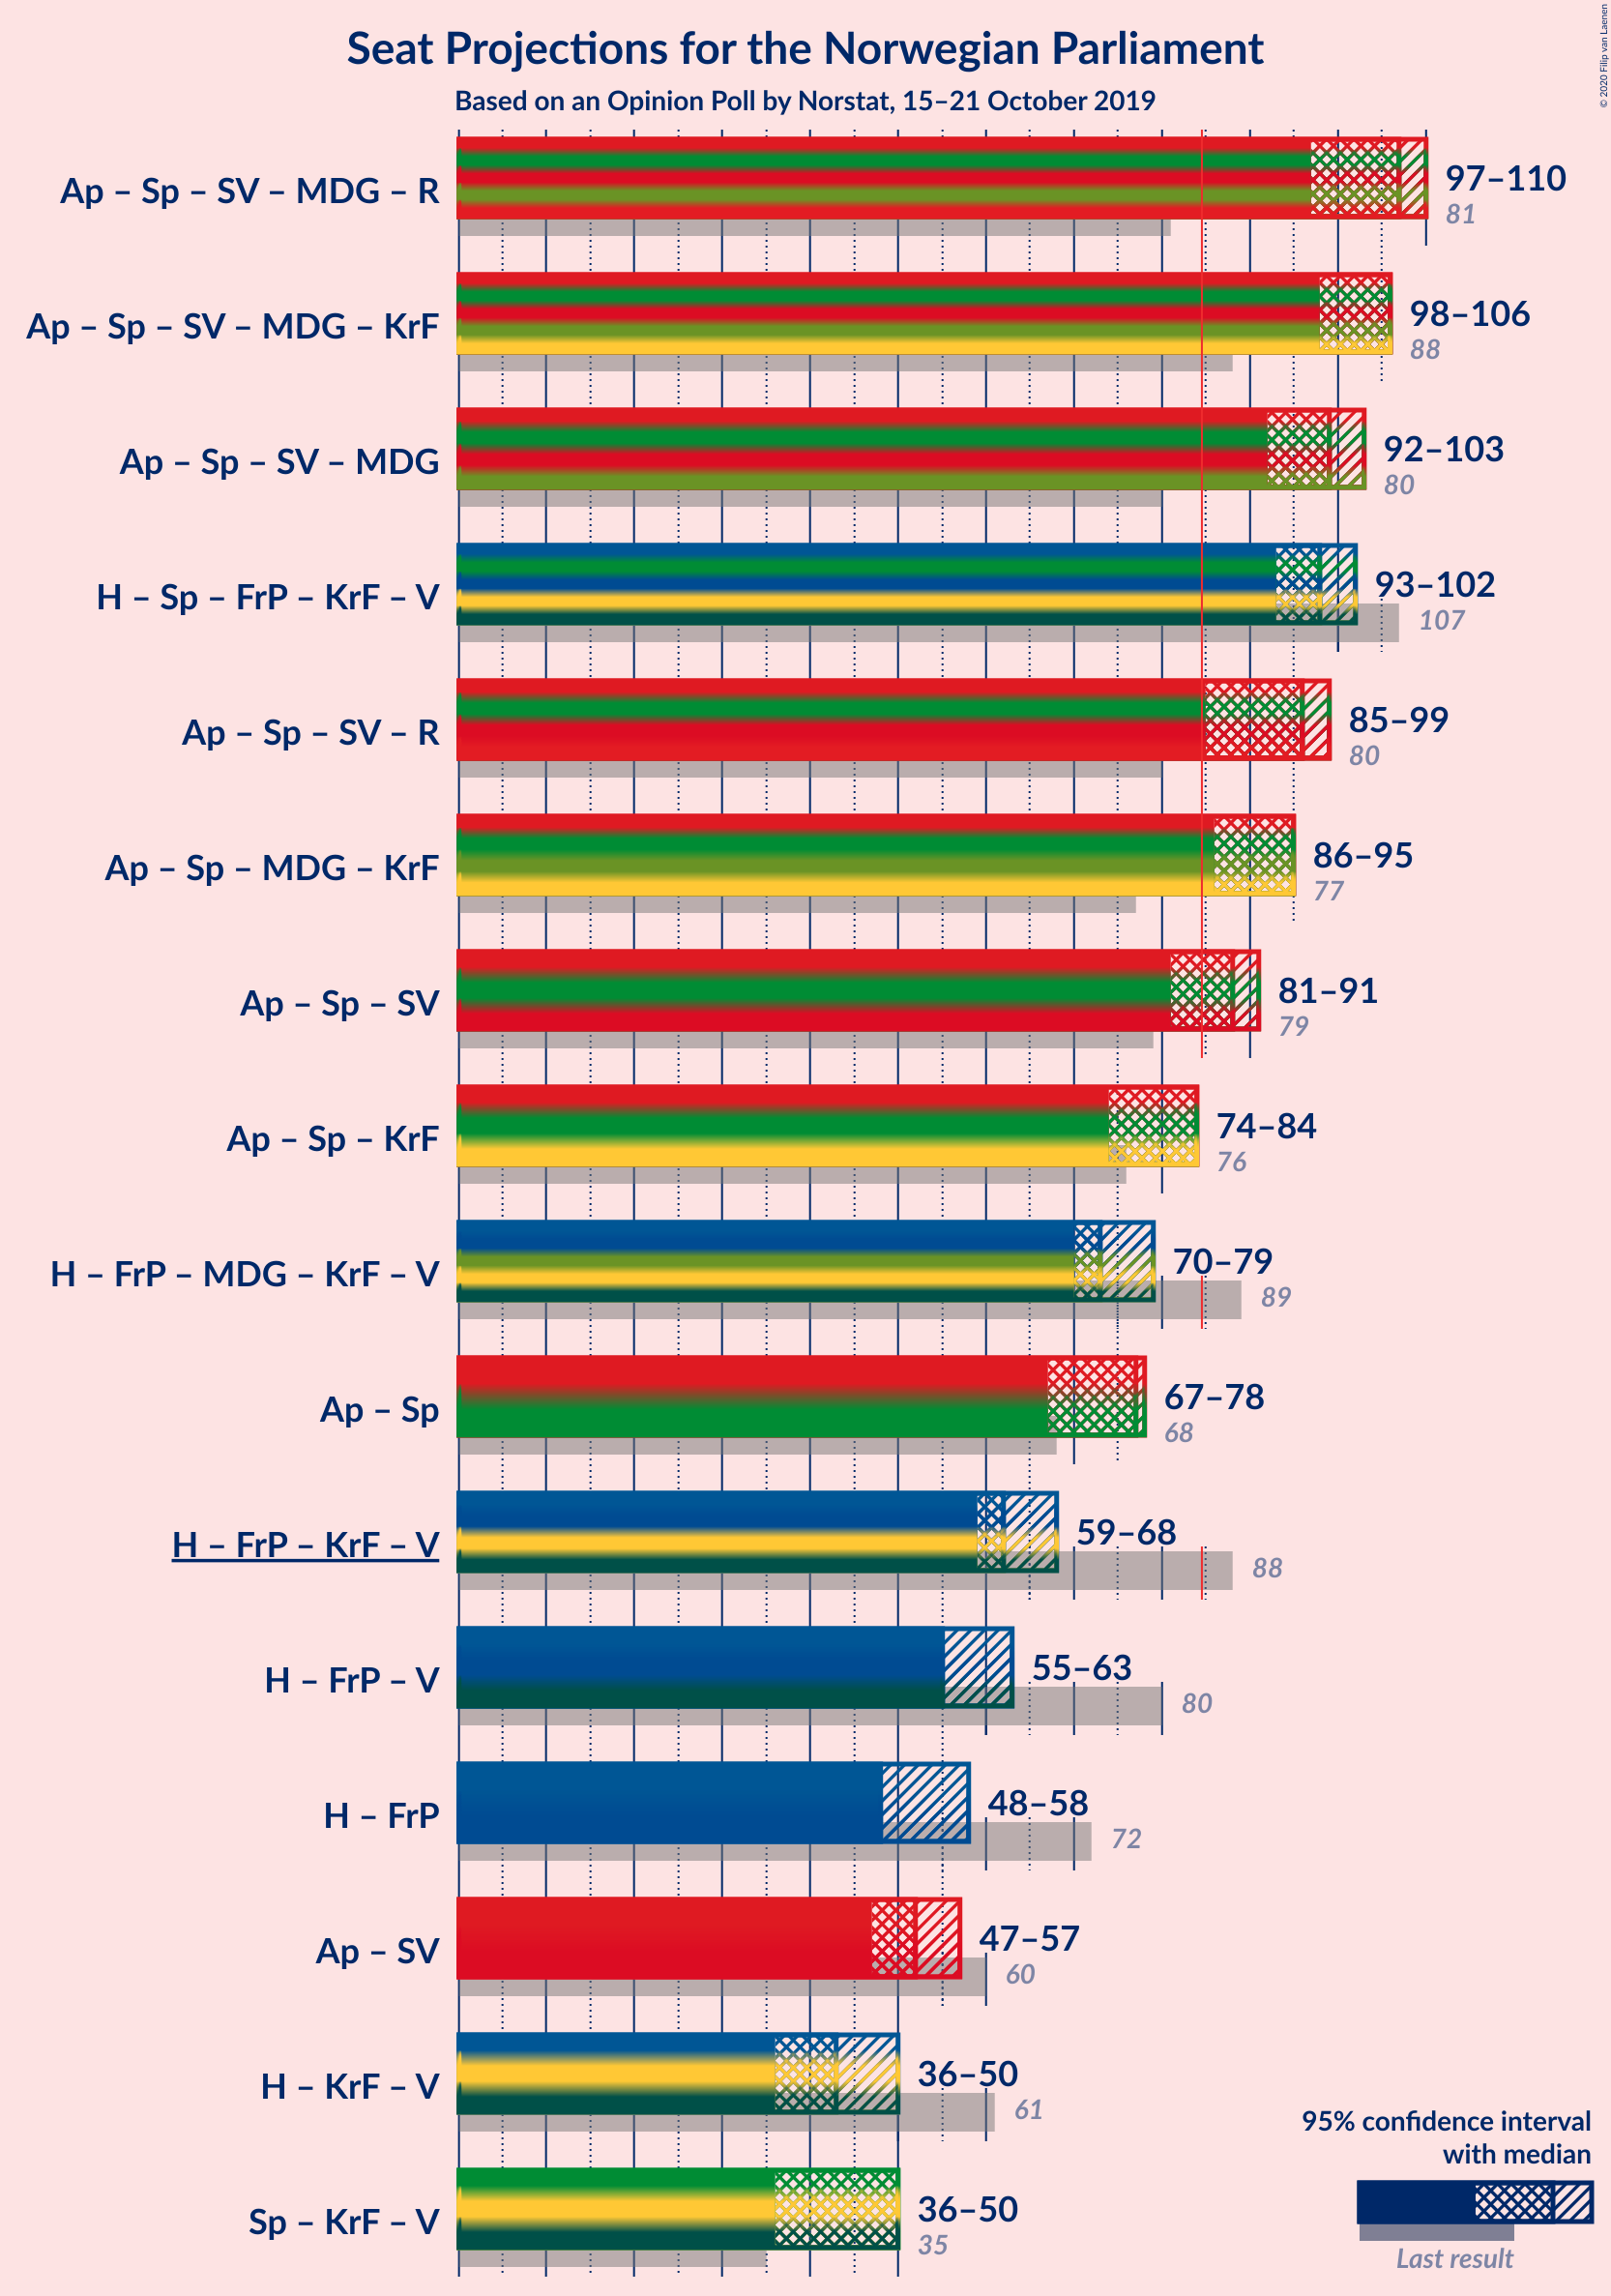 © 2020 Filip van Laenen
Seat Projections for the Norwegian Parliament
Based on an Opinion Poll by Norstat, 15–21 October 2019
Ap – Sp – SV – MDG – R
97–110
81
Ap – Sp – SV – MDG – KrF
98–106
88
Ap – Sp – SV – MDG
92–103
80
H – Sp – FrP – KrF – V
93–102
107
Ap – Sp – SV – R
85–99
80
Ap – Sp – MDG – KrF
86–95
77
Ap – Sp – SV
81–91
79
Ap – Sp – KrF
74–84
76
H – FrP – MDG – KrF – V
70–79
89
Ap – Sp
67–78
68
H – FrP – KrF – V
59–68
88
H – FrP – V
55–63
80
H – FrP
48–58
72
Ap – SV
47–57
60
H – KrF – V
36–50
61
Sp – KrF – V
36–50
35
95% confidence interval
with median
Last result